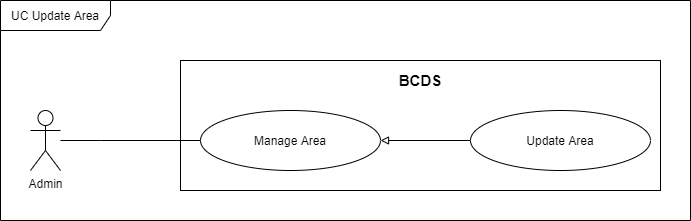 UC Update Area
BCDS
Manage Area
Update Area
Admin